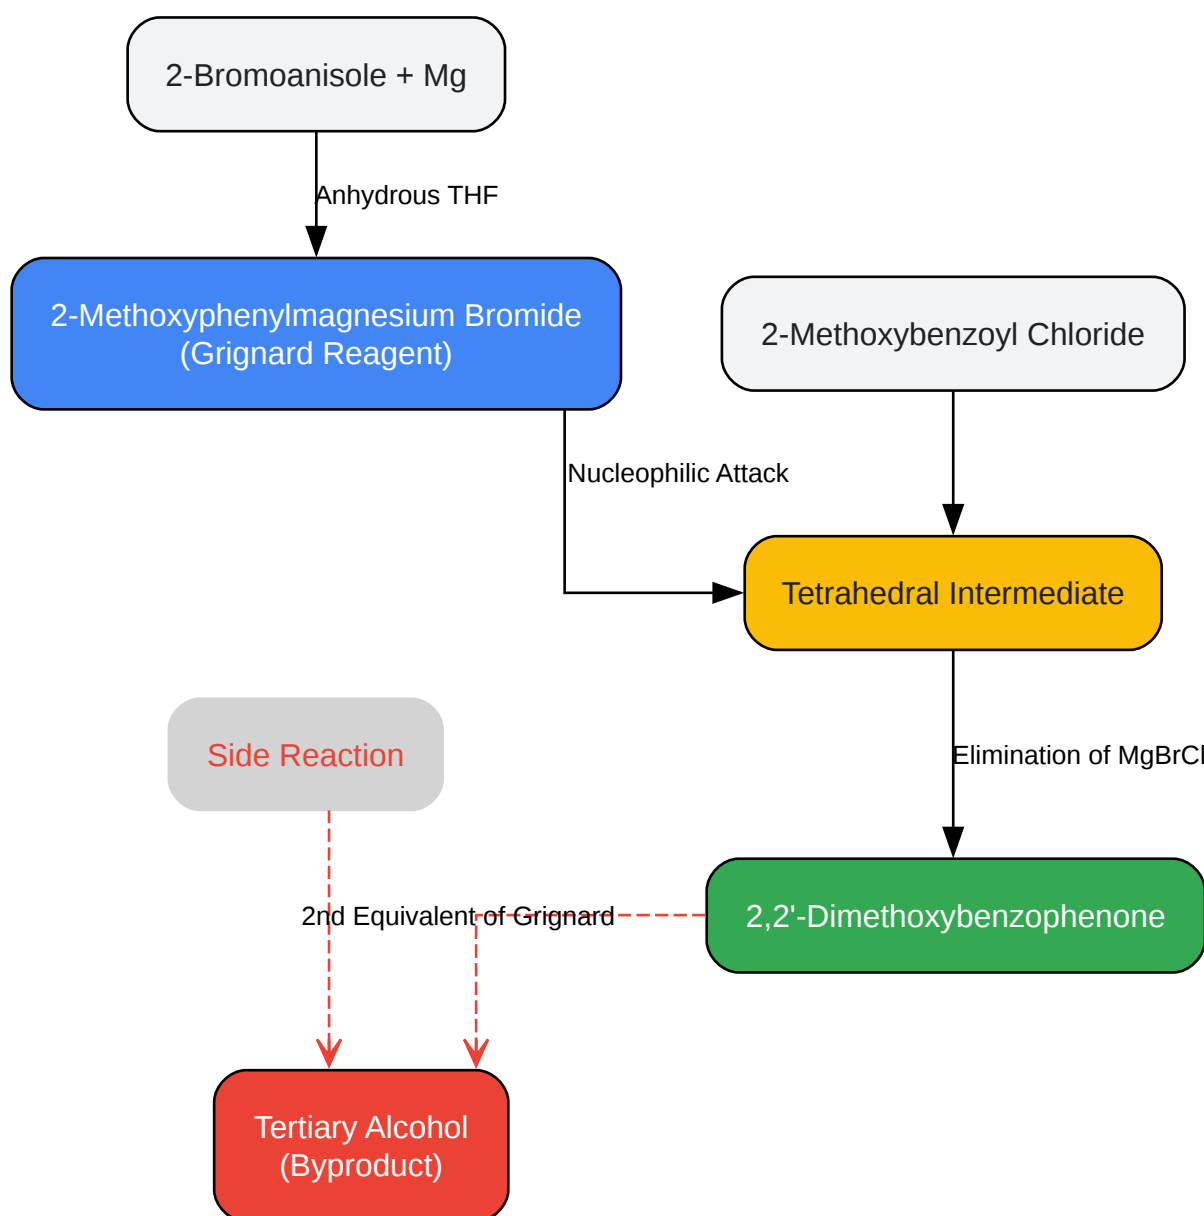 2-Bromoanisole + Mg
Anhydrous THF
2-Methoxyphenylmagnesium Bromide
(Grignard Reagent)
2-Methoxybenzoyl Chloride
Nucleophilic Attack
Tetrahedral Intermediate
Side Reaction
Elimination of MgBrCl
2nd Equivalent of Grignard
2,2'-Dimethoxybenzophenone
Tertiary Alcohol
(Byproduct)